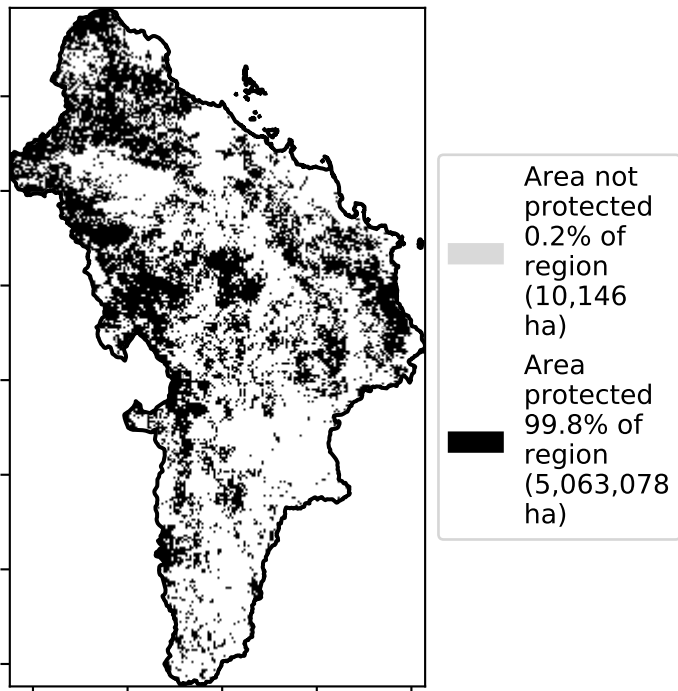 Area not
protected
0.2% of
region
(10,146
ha)
Area
protected
99.8% of
region
(5,063,078
ha)